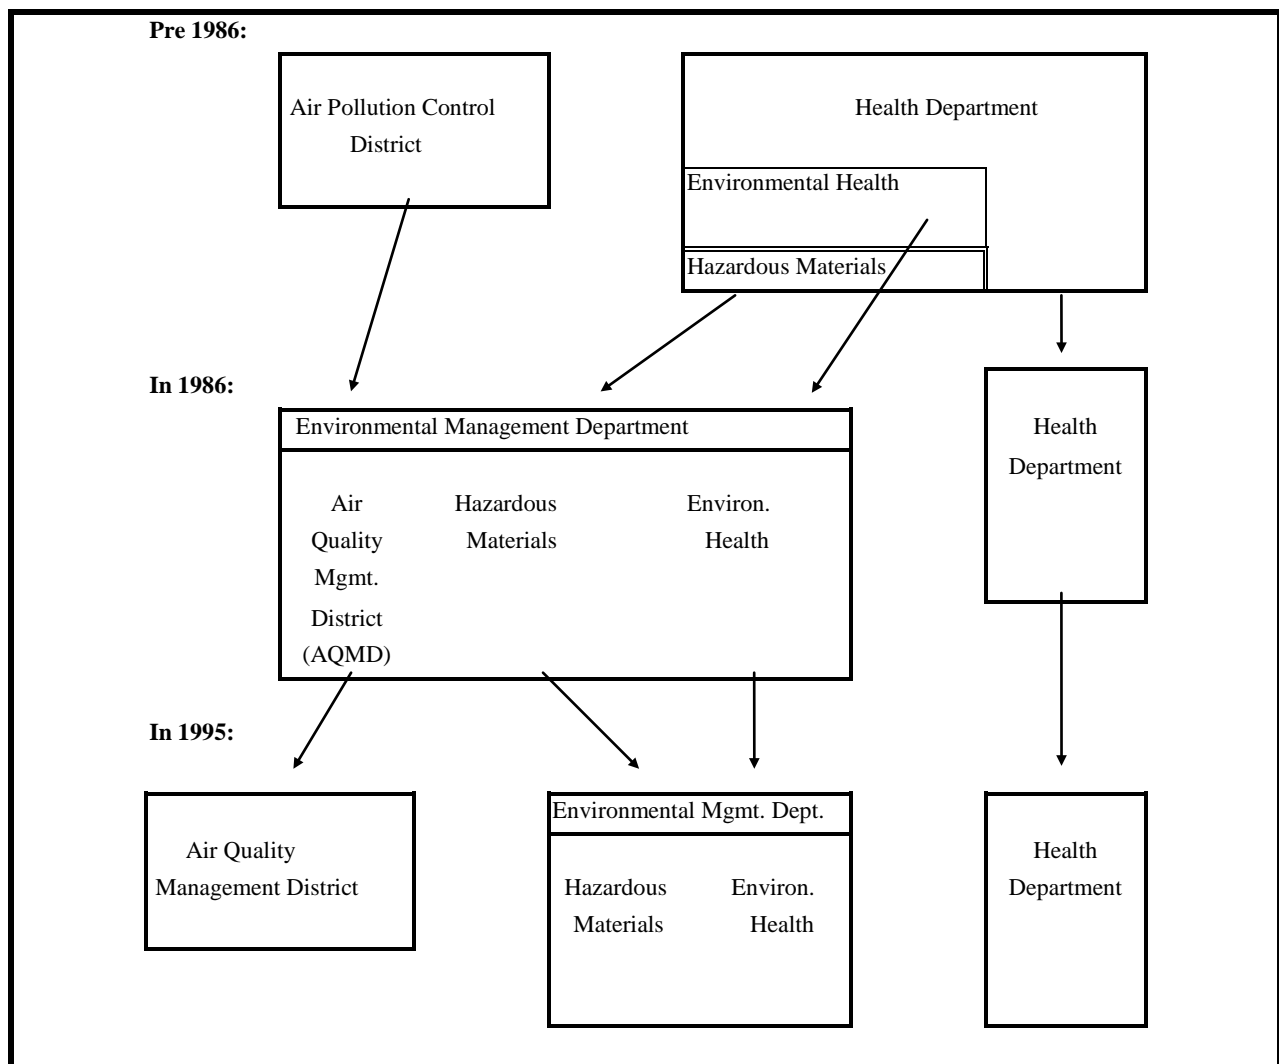 Pre 1986:
Air Pollution Control
District
Health Department
Environmental Health
Hazardous Materials
In 1986:
Environmental Management Department
Air
Quality
Mgmt.
District
(AQMD)
Hazardous
Materials
Environ.
Health
Health
Department
In 1995:
Air Quality
Management District
Environmental Mgmt. Dept.
Hazardous
Materials
Environ.
Health
Health
Department